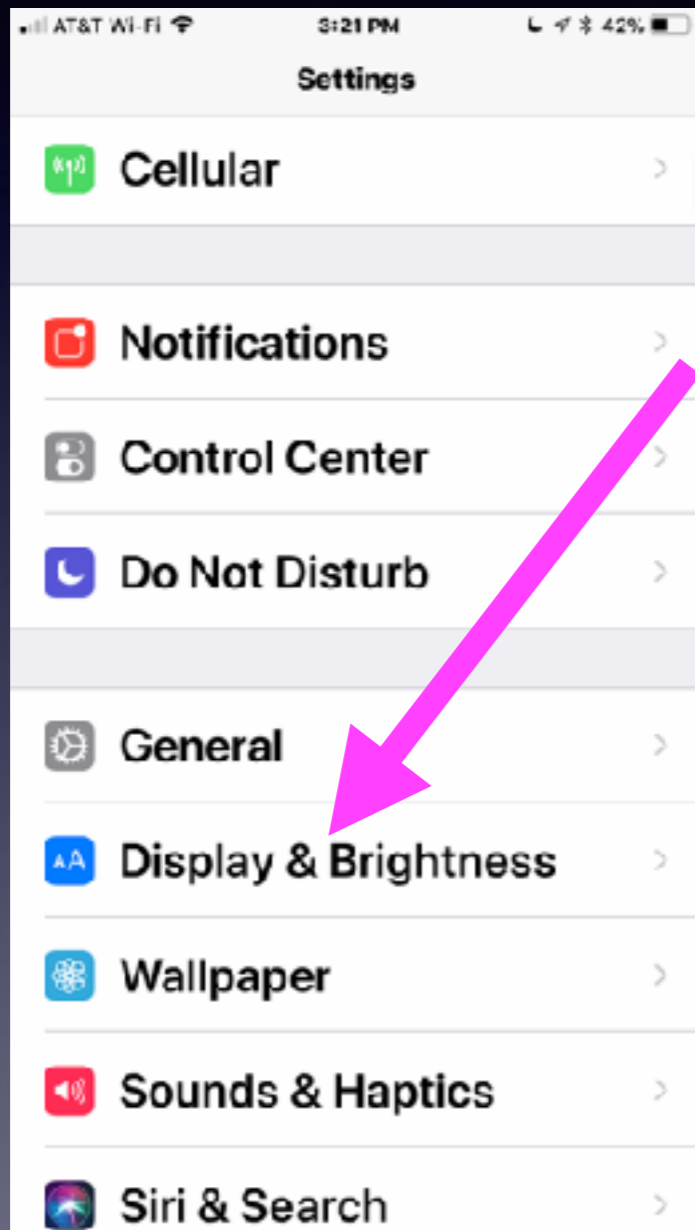 AT&T Wi-Fi 3:21 PM 42%
Settings
Cellular
Notifications
Control Center
Do Not Disturb
General
AA Display & Brightness
Wallpaper
Sounds & Haptics
Siri & Search